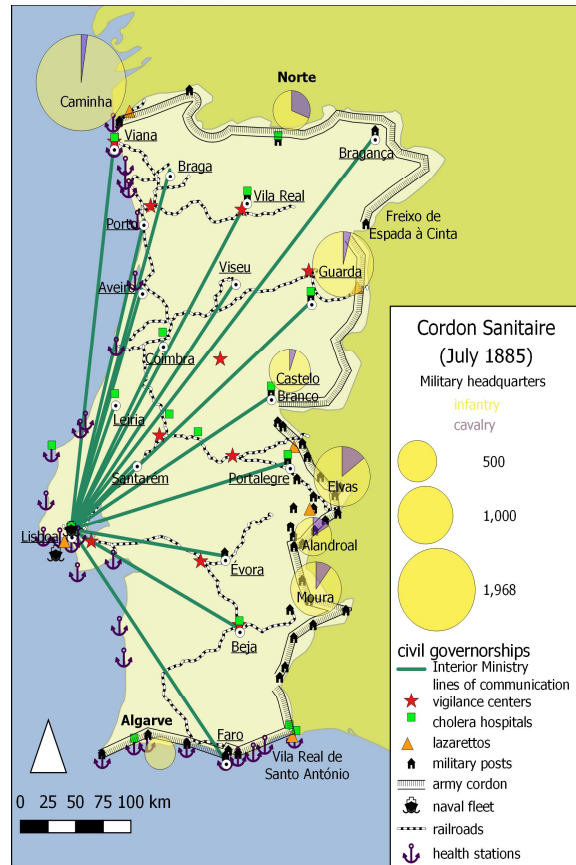 Caminha
Norte
Viana
Braga
Bragança
Vila Real
Porto
Freixo de
Espada à Cinta
Viseu
Guarda
Aveiro
Coimbra
Castelo
Branco
Leiria
Santarém
Portalegre
Elvas
Lisboa
Alandroal
Évora
Moura
Beja
Algarve
Faro
Vila Real de
Santo António
0 25 50 75 100 km
Cordon Sanitaire
(July 1885)
Military headquarters
infantry
cavalry
500
1,000
1,968
civil governorships
Interior Ministry
lines of communication
vigilance centers
cholera hospitals
lazarettos
military posts
army cordon
naval fleet
railroads
health stations